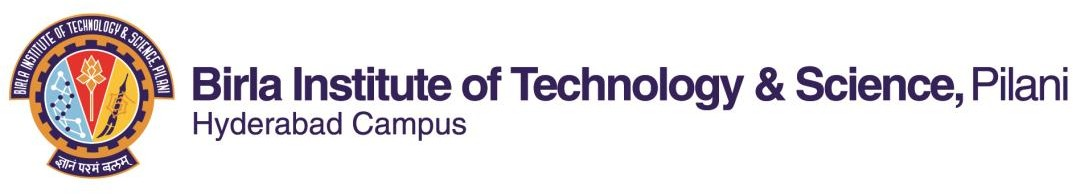 BIRLA INSTITUTE OF TECHNOLOGY & SCIENCE, PILANI
ज्ञानं परमं बलम्
Birla Institute of Technology & Science, Pilani
Hyderabad Campus